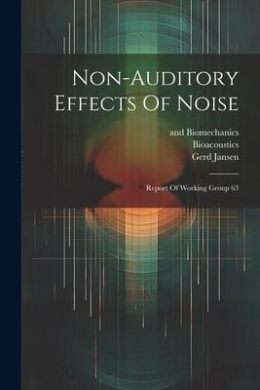 Non-Auditory
Effects Of Noise
and Biomechanics
Bioacoustics
Gerd Jansen
Report Of Working Group 63